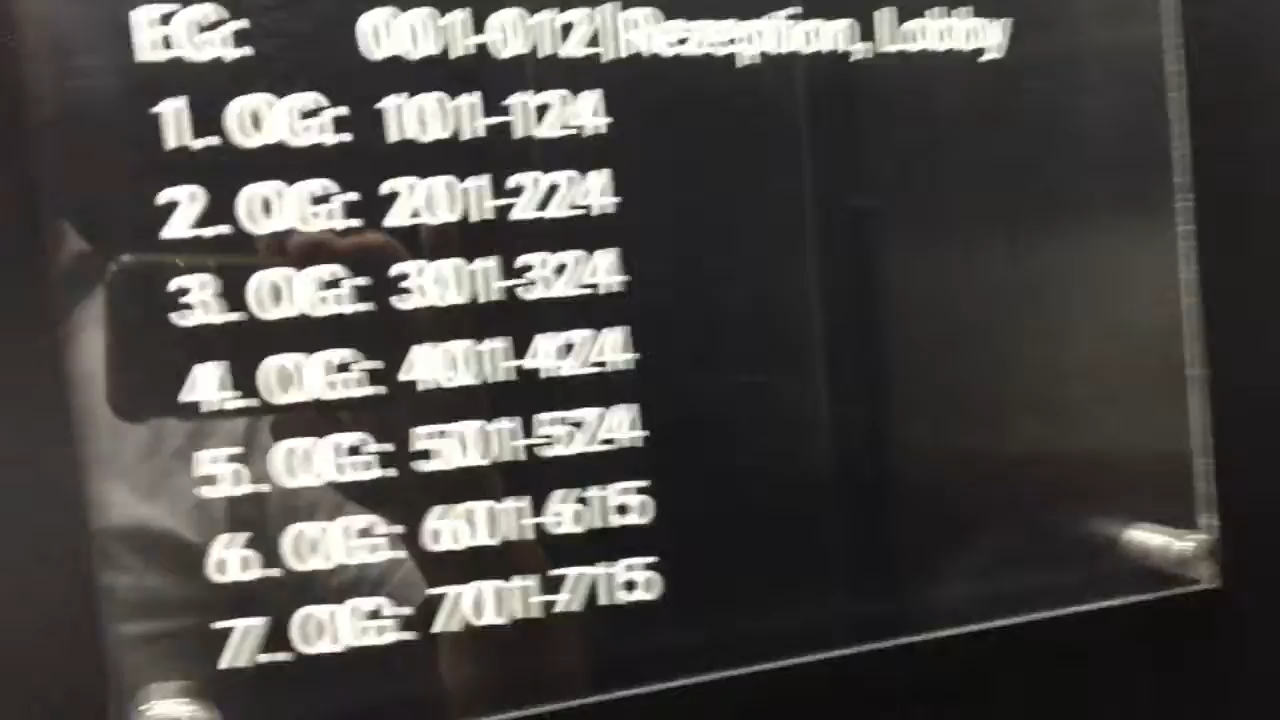 EG: 001-012 | Rezeption, Lobby
1. OG: 101-124
2. OG: 201-224
3. OG: 301-324
4. OG: 401-424
5. OG: 501-524
6. OG: 601-615
7. OG: 701-715